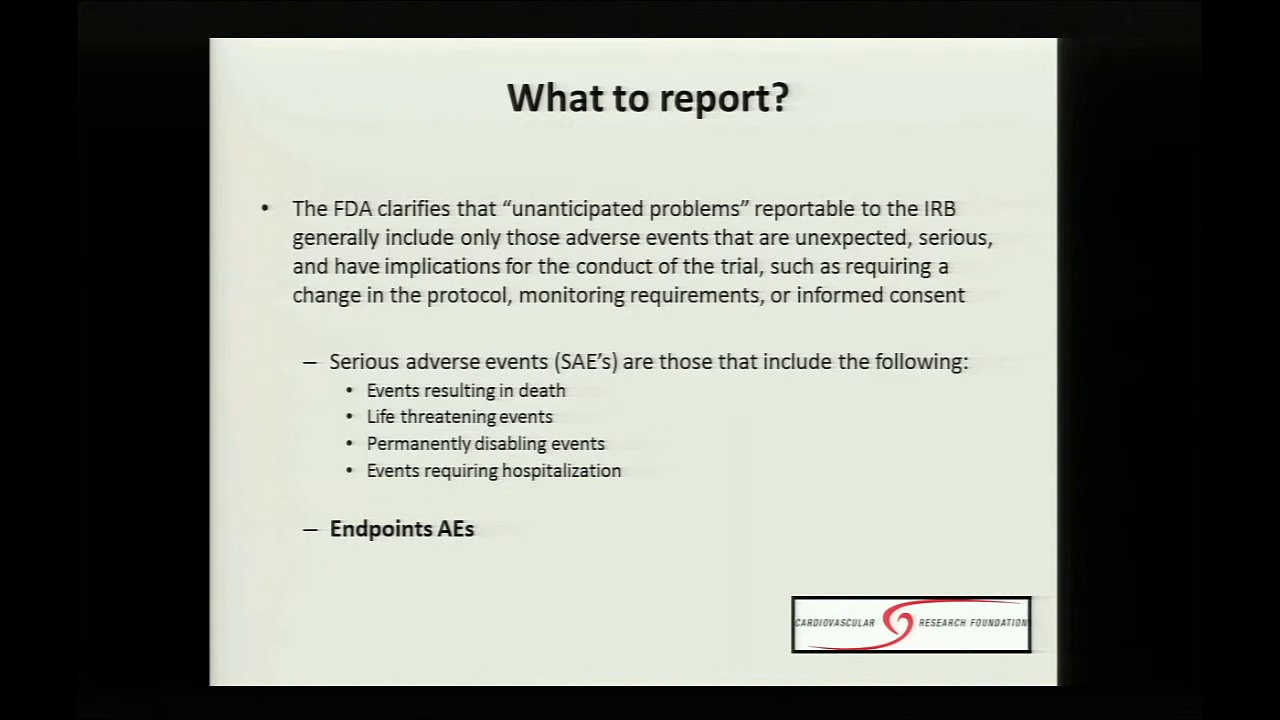 What to report?
• The FDA clarifies that “unanticipated problems” reportable to the IRB
generally include only those adverse events that are unexpected, serious,
and have implications for the conduct of the trial, such as requiring a
change in the protocol, monitoring requirements, or informed consent
– Serious adverse events (SAE’s) are those that include the following:
• Events resulting in death
• Life threatening events
• Permanently disabling events
• Events requiring hospitalization
– Endpoints AEs
CARDIOVASCULAR RESEARCH FOUNDATION